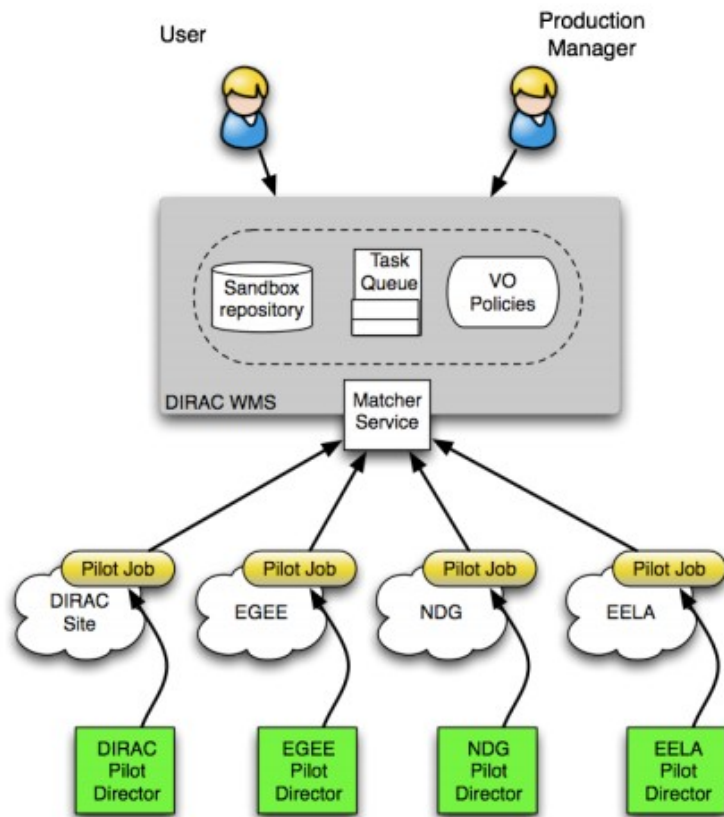 User
Production
Manager
Sandbox
repository
Task
Queue
VO
Policies
DIRAC WMS
Matcher
Service
Pilot Job
DIRAC
Site
Pilot Job
EGEE
Pilot Job
NDG
Pilot Job
EELA
DIRAC
Pilot
Director
EGEE
Pilot
Director
NDG
Pilot
Director
EELA
Pilot
Director